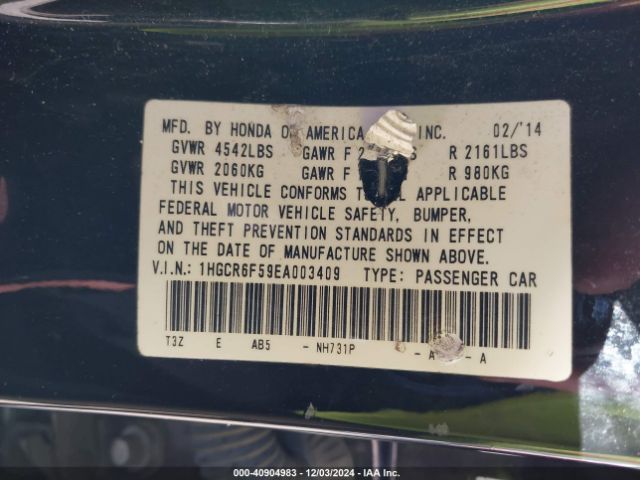 MFD. BY HONDA O AMERICA INC. 02/'14
GVWR 4542LBS GAWR F R 2161LBS
GVWR 2060KG GAWR F R 980KG
THIS VEHICLE CONFORMS APPLICABLE
FEDERAL MOTOR VEHICLE SAFETY, BUMPER,
AND THEFT PREVENTION STANDARDS IN EFFECT
ON THE DATE OF MANUFACTURE SHOWN ABOVE.
V.I.N.: 1HGCR6F59EA003409 TYPE: PASSENGER CAR
T3Z E AB5 - NH731P - A - A
000-40904983 - 12/03/2024 - IAA Inc.